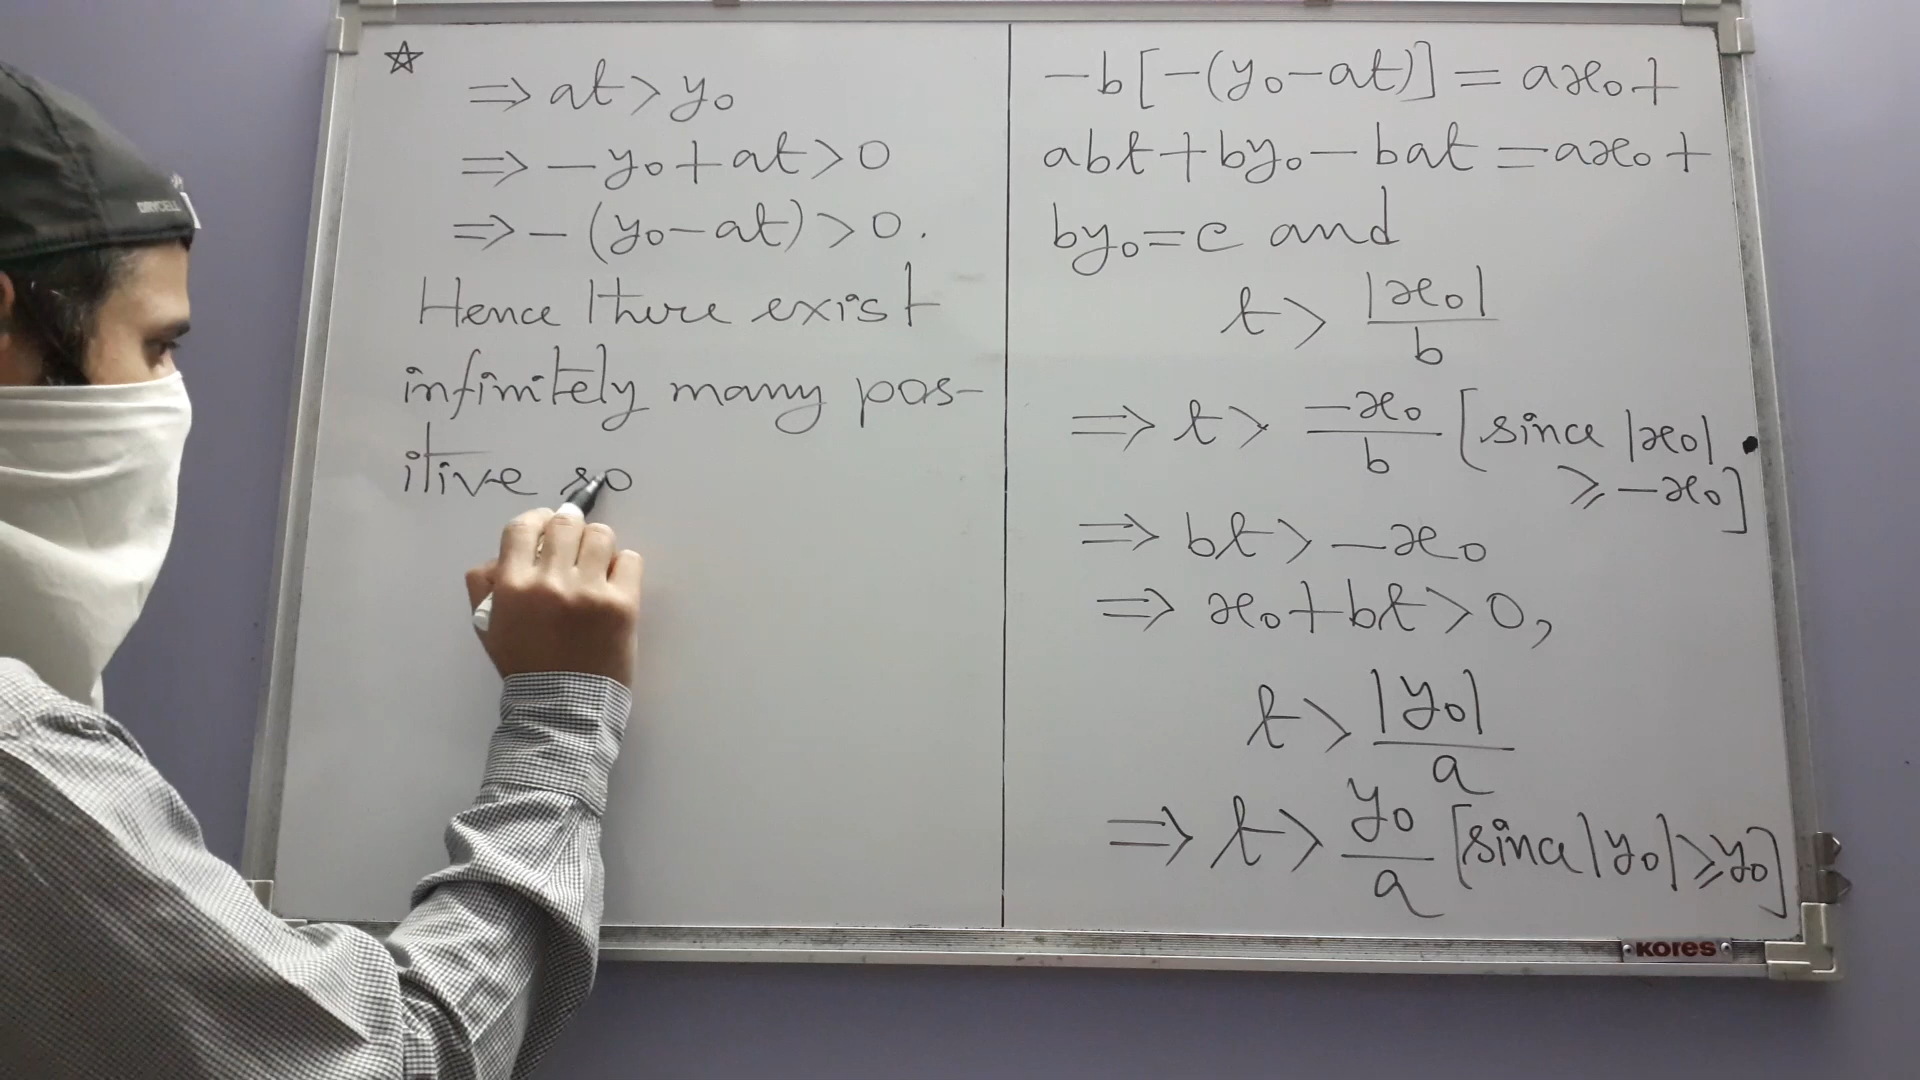 ⇒ at > y₀
⇒ -y₀ + at > 0
⇒ -(y₀ - at) > 0.
Hence there exist
infinitely many pos-
itive so
-b[-(y₀ - at)] = ax₀ +
abt + by₀ - bat = ax₀ +
by₀ = c and
t > |x₀| / b
⇒ t > -x₀ / b [since |x₀|
≥ -x₀]
⇒ bt > -x₀
⇒ x₀ + bt > 0,
t > |y₀| / a
⇒ t > y₀ / a [since |y₀| ≥ y₀]
KORES
DRYCELL